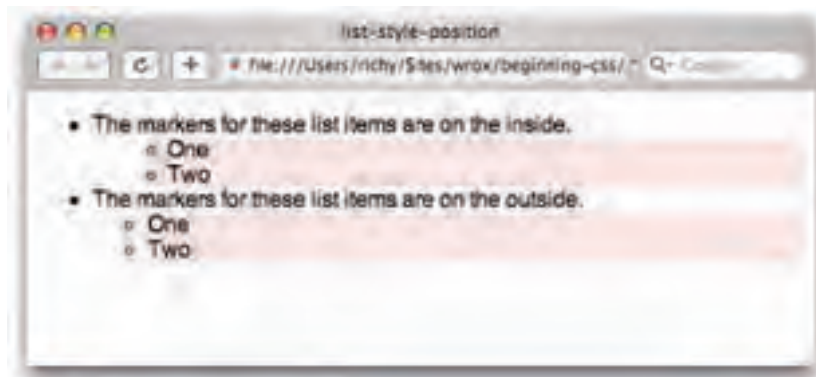 list-style-position
file:///Users/richy/Sites/wrox/beginning-css/
• The markers for these list items are on the inside.
◦ One
◦ Two
• The markers for these list items are on the outside.
◦ One
◦ Two